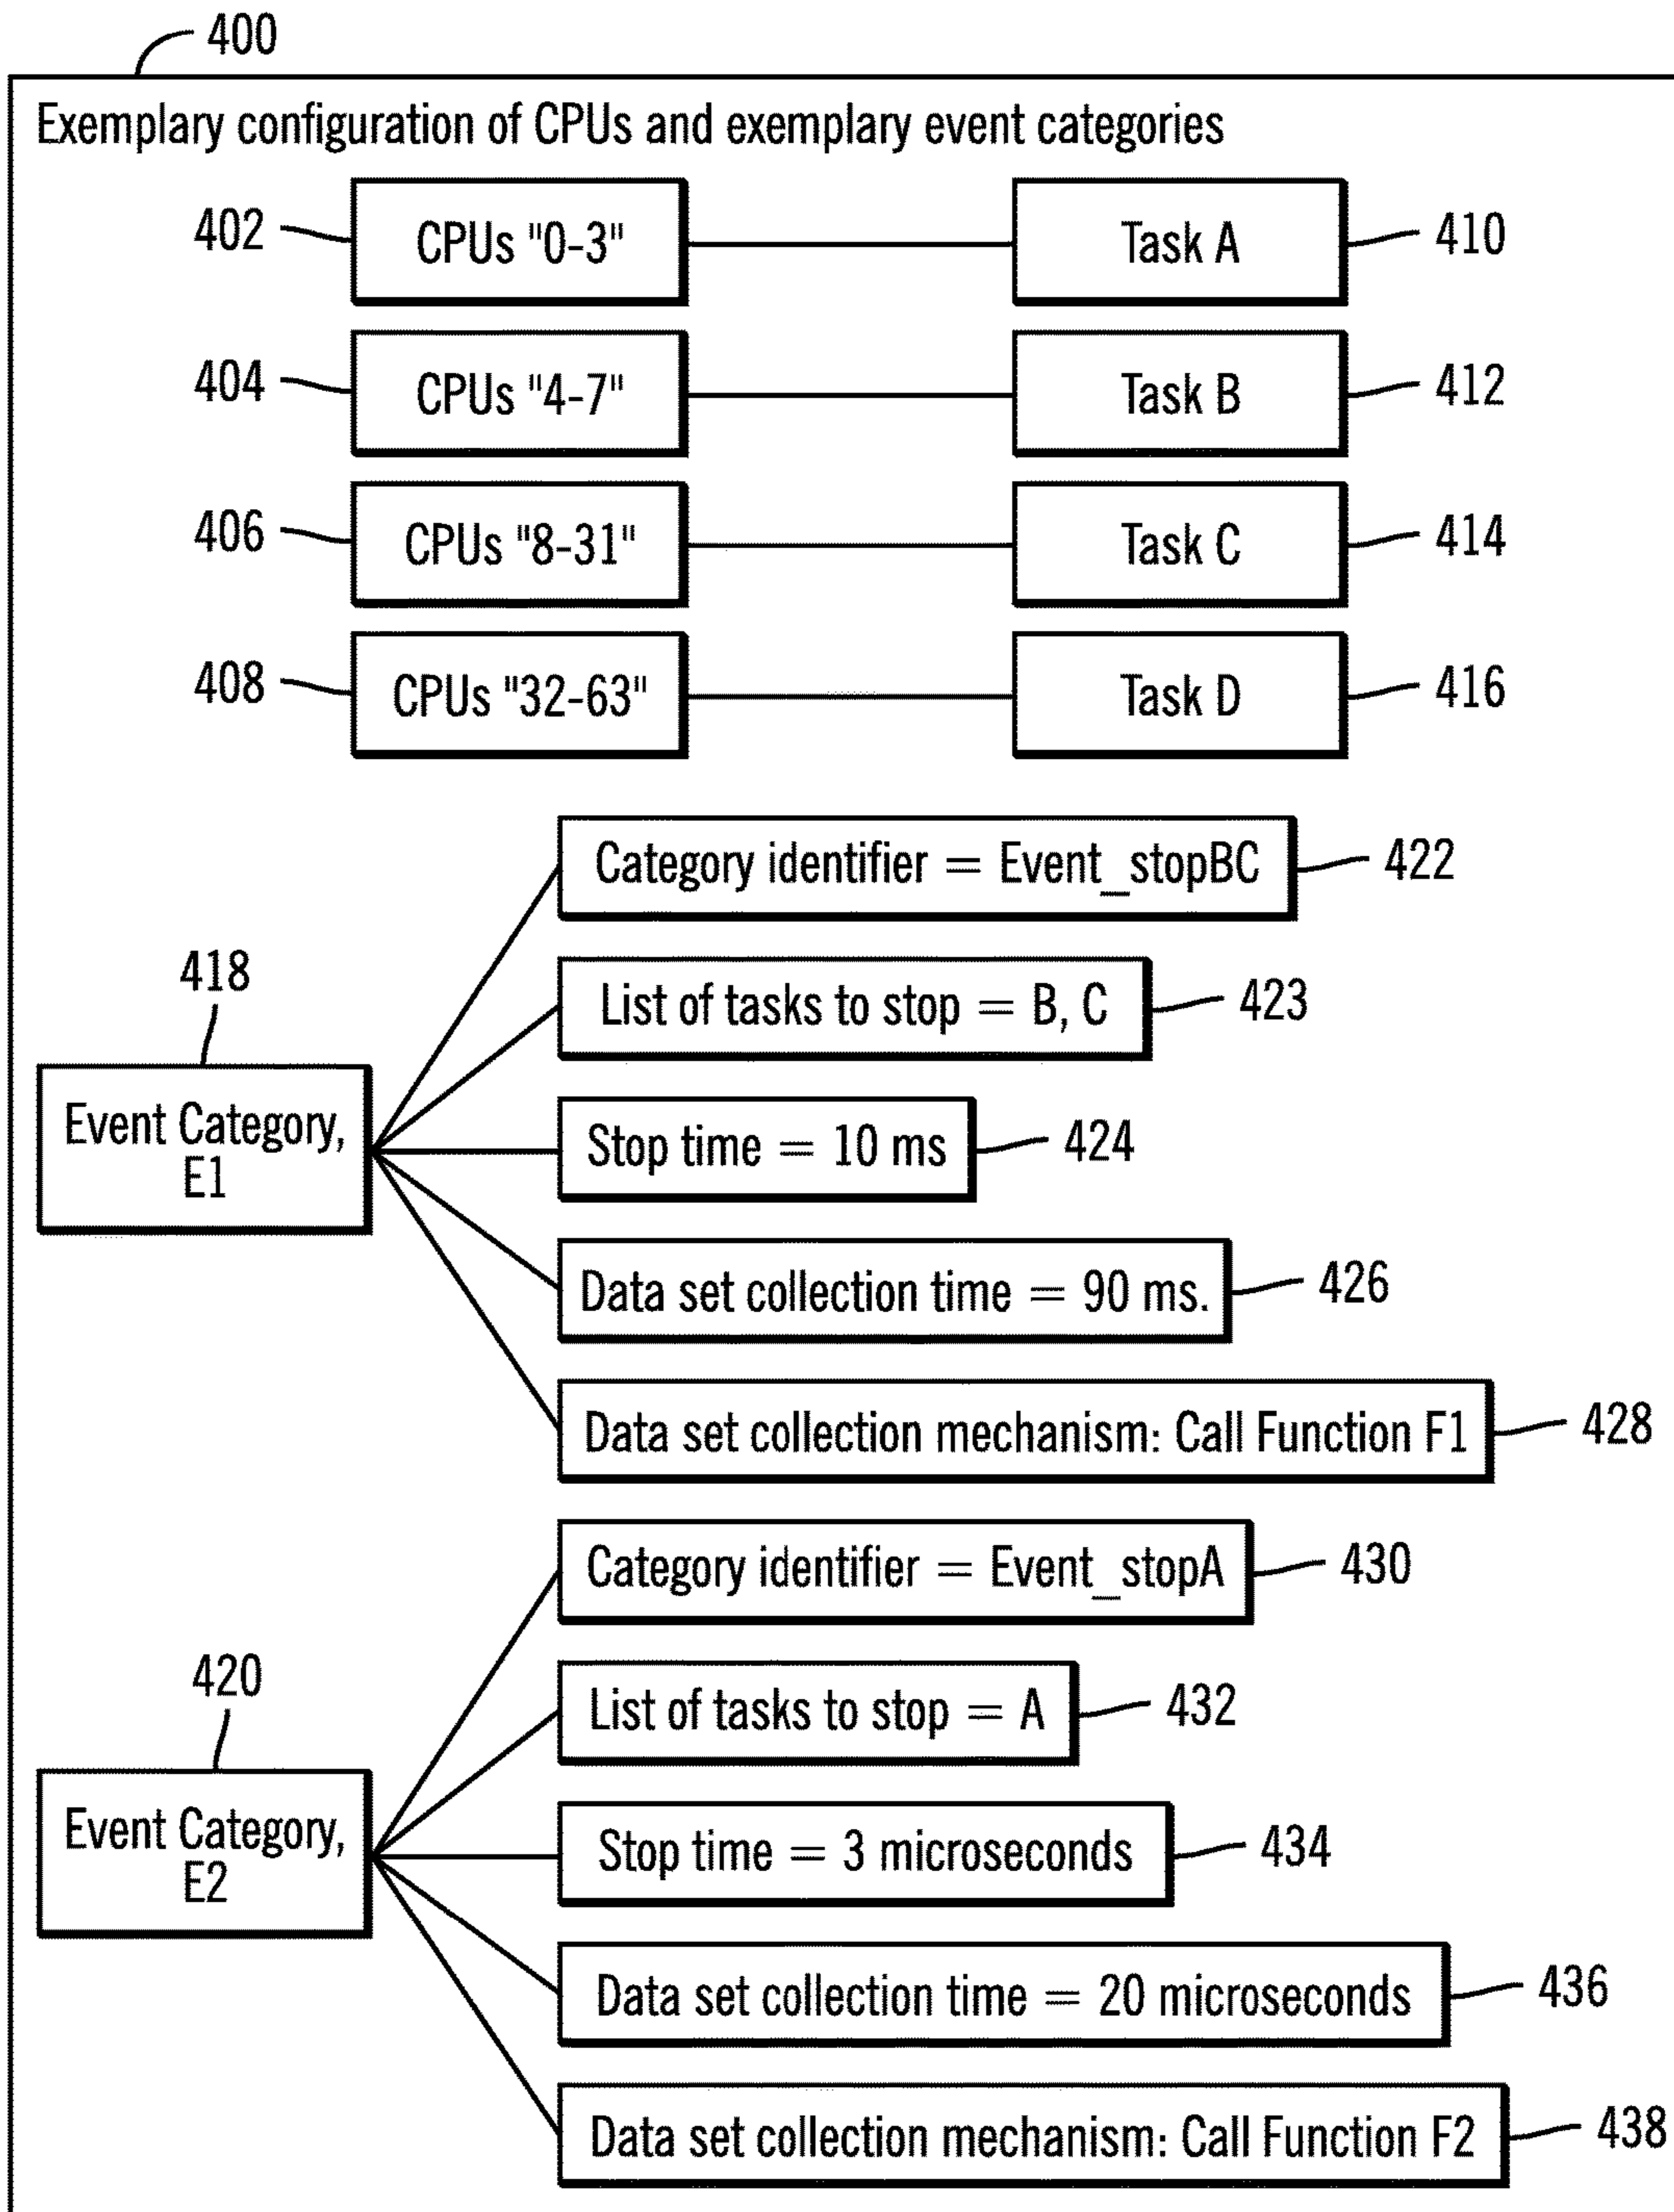 400
Exemplary configuration of CPUs and exemplary event categories
402 CPUs "0-3" Task A 410
404 CPUs "4-7" Task B 412
406 CPUs "8-31" Task C 414
408 CPUs "32-63" Task D 416
Category identifier = Event_stopBC 422
List of tasks to stop = B, C 423
418
Event Category,
E1
Stop time = 10 ms 424
Data set collection time = 90 ms. 426
Data set collection mechanism: Call Function F1 428
Category identifier = Event_stopA 430
List of tasks to stop = A 432
420
Event Category,
E2
Stop time = 3 microseconds 434
Data set collection time = 20 microseconds 436
Data set collection mechanism: Call Function F2 438